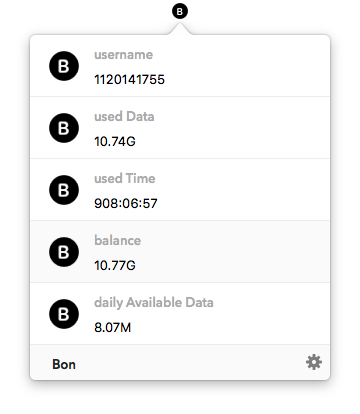 B
B username
1120141755
B used Data
10.74G
B used Time
908:06:57
B balance
10.77G
B daily Available Data
8.07M
Bon